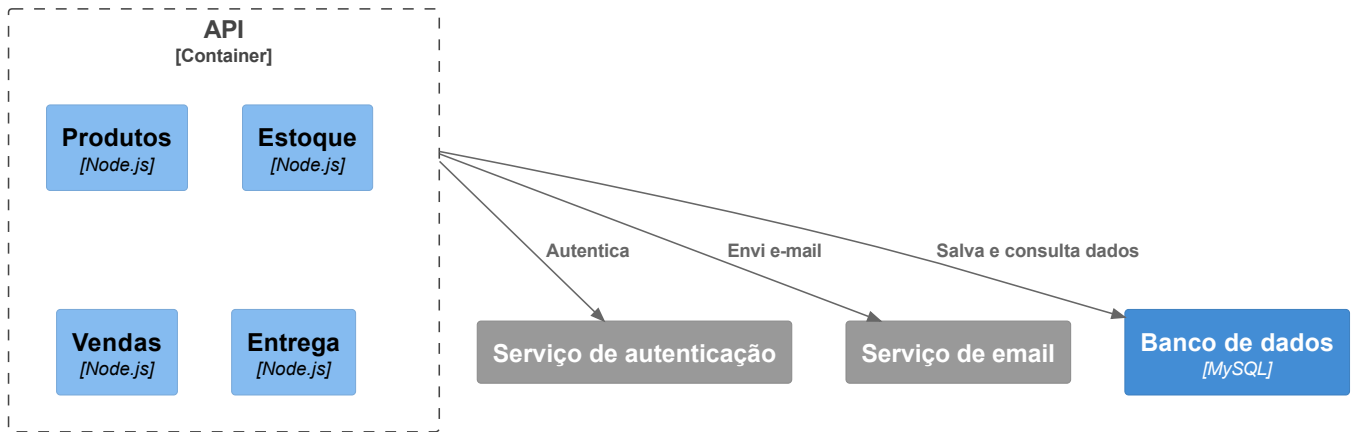 API
[Container]
Produtos
[Node.js]
Estoque
[Node.js]
Autentica
Envi e-mail
Salva e consulta dados
Vendas
[Node.js]
Entrega
[Node.js]
Serviço de autenticação
Serviço de email
Banco de dados
[MySQL]